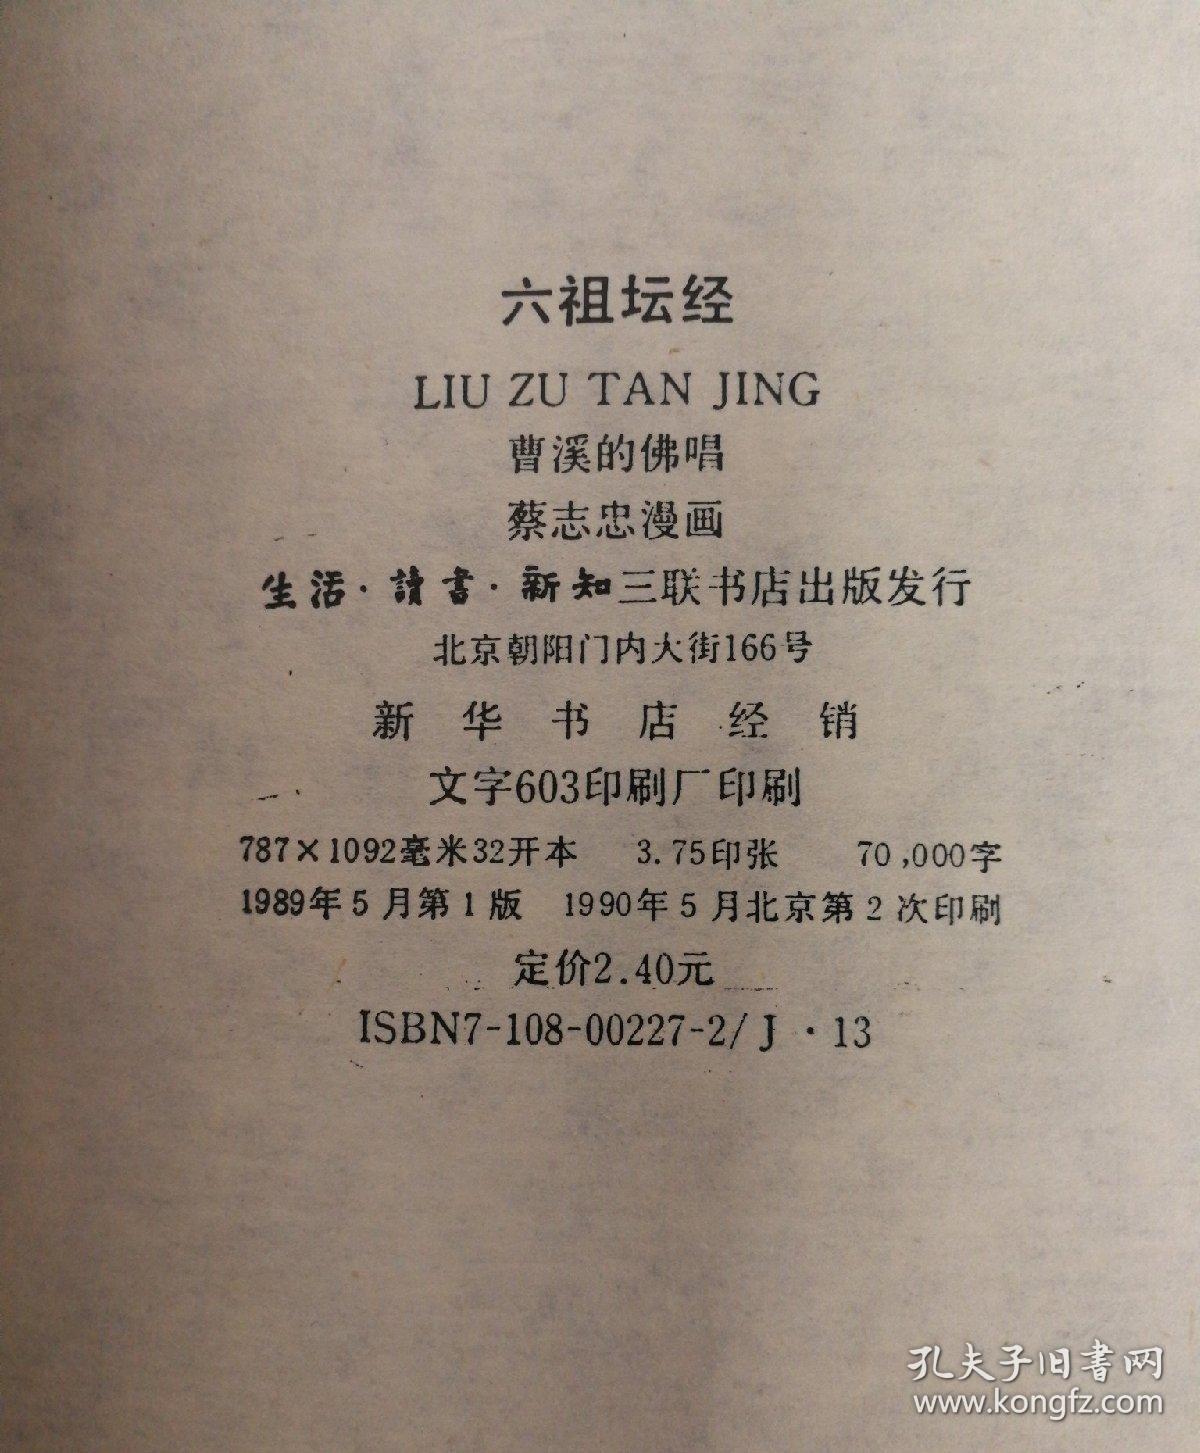 六祖坛经
LIU ZU TAN JING
曹溪的佛唱
蔡志忠漫画
生活·讀書·新知三联书店出版发行
北京朝阳门内大街166号
新华书店经销
文字603印刷厂印刷
787×1092毫米32开本 3.75印张 70,000字
1989年5月第1版 1990年5月北京第2次印刷
定价2.40元
ISBN7-108-00227-2/J·13
孔夫子旧書网
www.kongfz.com